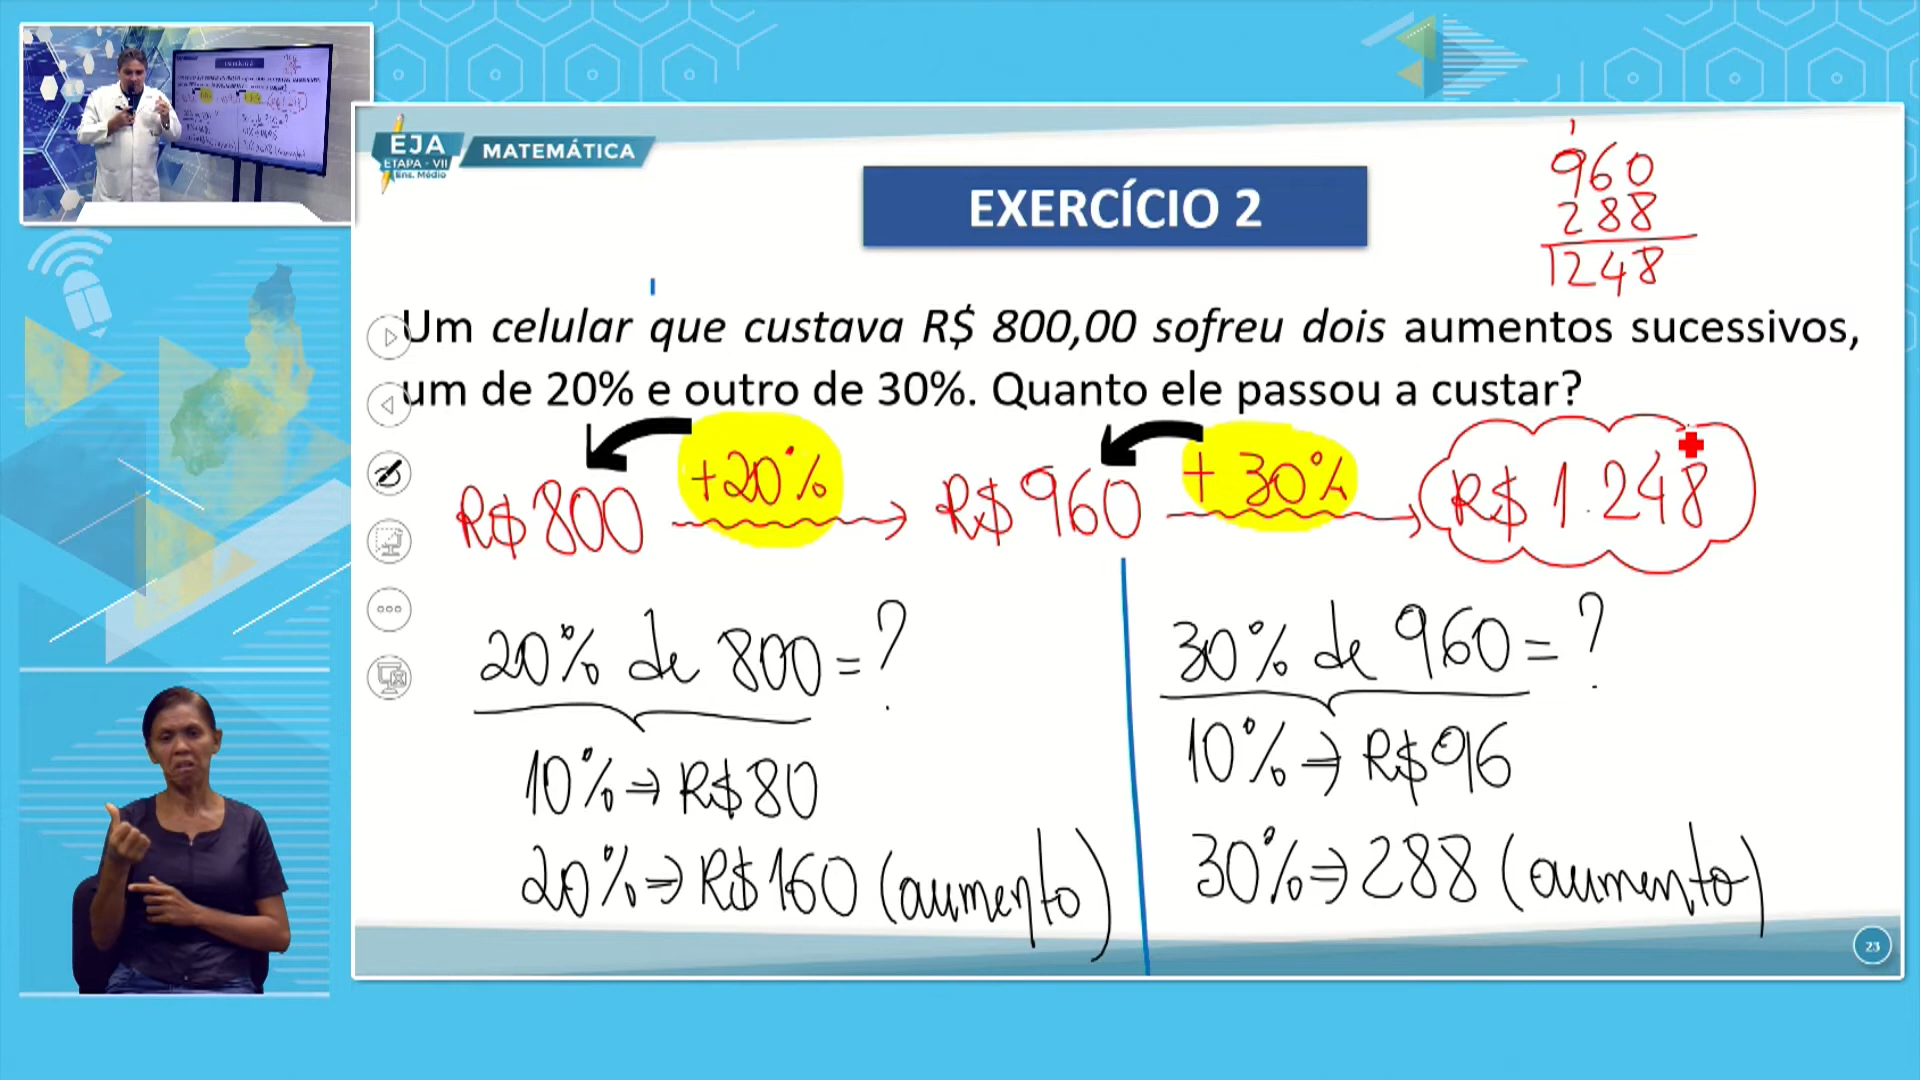 EJA
ETAPA - VII
Ens. Médio
MATEMÁTICA
EXERCÍCIO 2
1
960
288
1248
Um celular que custava R$ 800,00 sofreu dois aumentos sucessivos,
um de 20% e outro de 30%. Quanto ele passou a custar?
R$ 800 +20% R$ 960 + 30% R$ 1.248
20% de 800 = ?
10% ⇒ R$ 80
20% ⇒ R$ 160 (aumento)
30% de 960 = ?
10% ⇒ R$ 96
30% ⇒ 288 (aumento)
23